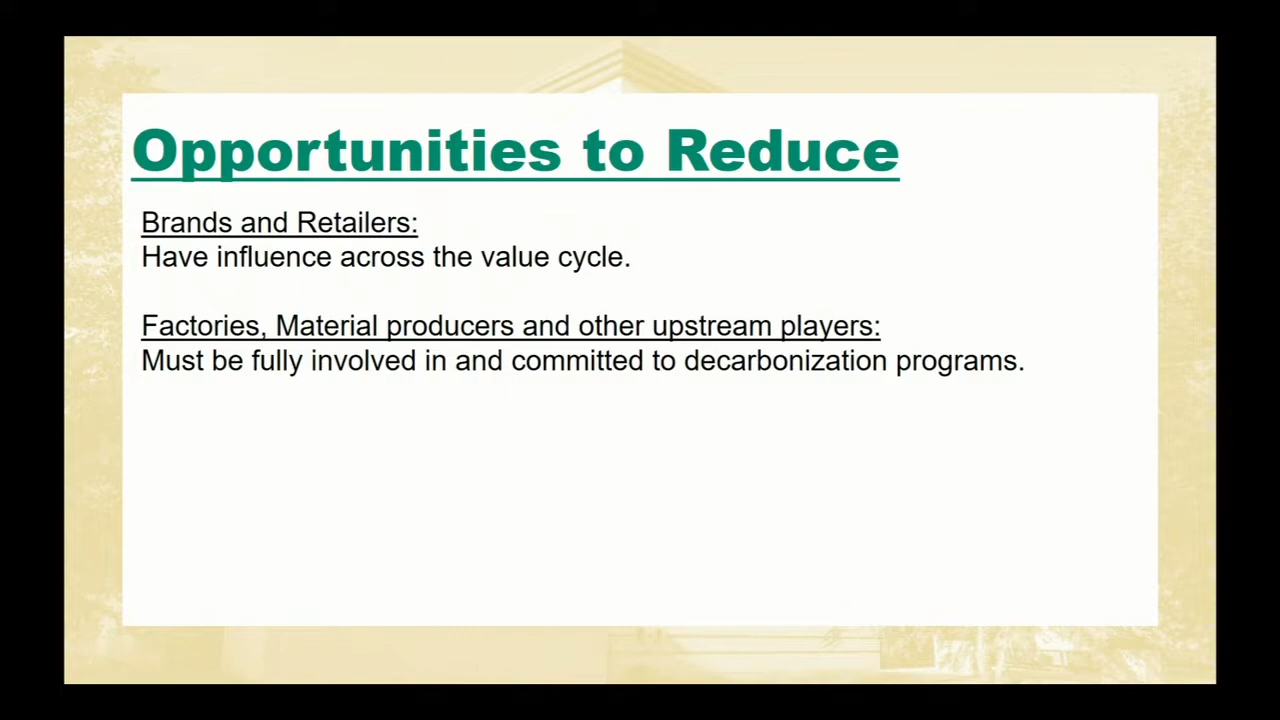 Opportunities to Reduce
Brands and Retailers:
Have influence across the value cycle.
Factories, Material producers and other upstream players:
Must be fully involved in and committed to decarbonization programs.